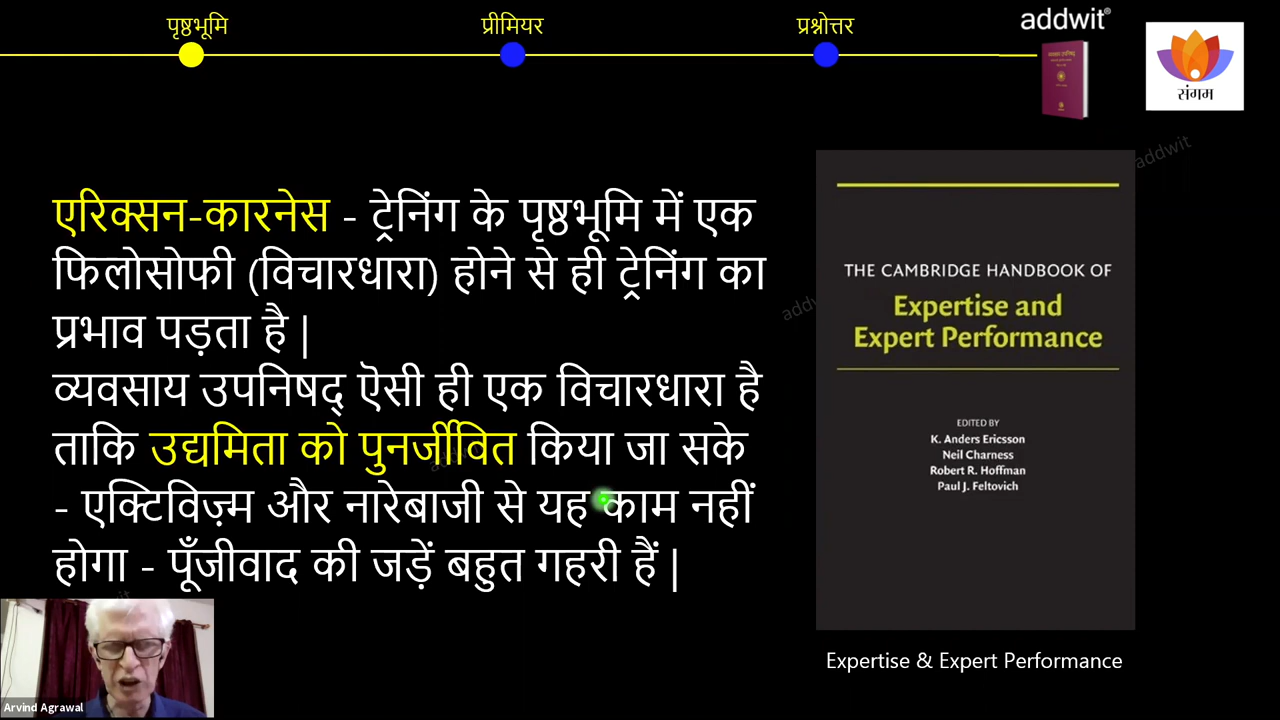 पृष्ठभूमि
प्रीमियर
प्रश्नोत्तर
addwit®
संगम
एरिक्सन-कारनेस - ट्रेनिंग के पृष्ठभूमि में एक
फिलोसोफी (विचारधारा) होने से ही ट्रेनिंग का
प्रभाव पड़ता है |
व्यवसाय उपनिषद् ऎसी ही एक विचारधारा है
ताकि उद्यमिता को पुनर्जीवित किया जा सके
- एक्टिविज़्म और नारेबाजी से यह काम नहीं
होगा - पूँजीवाद की जड़ें बहुत गहरी हैं |
THE CAMBRIDGE HANDBOOK OF
Expertise and
Expert Performance
EDITED BY
K. Anders Ericsson
Neil Charness
Robert R. Hoffman
Paul J. Feltovich
Expertise & Expert Performance
addwit
Arvind Agrawal